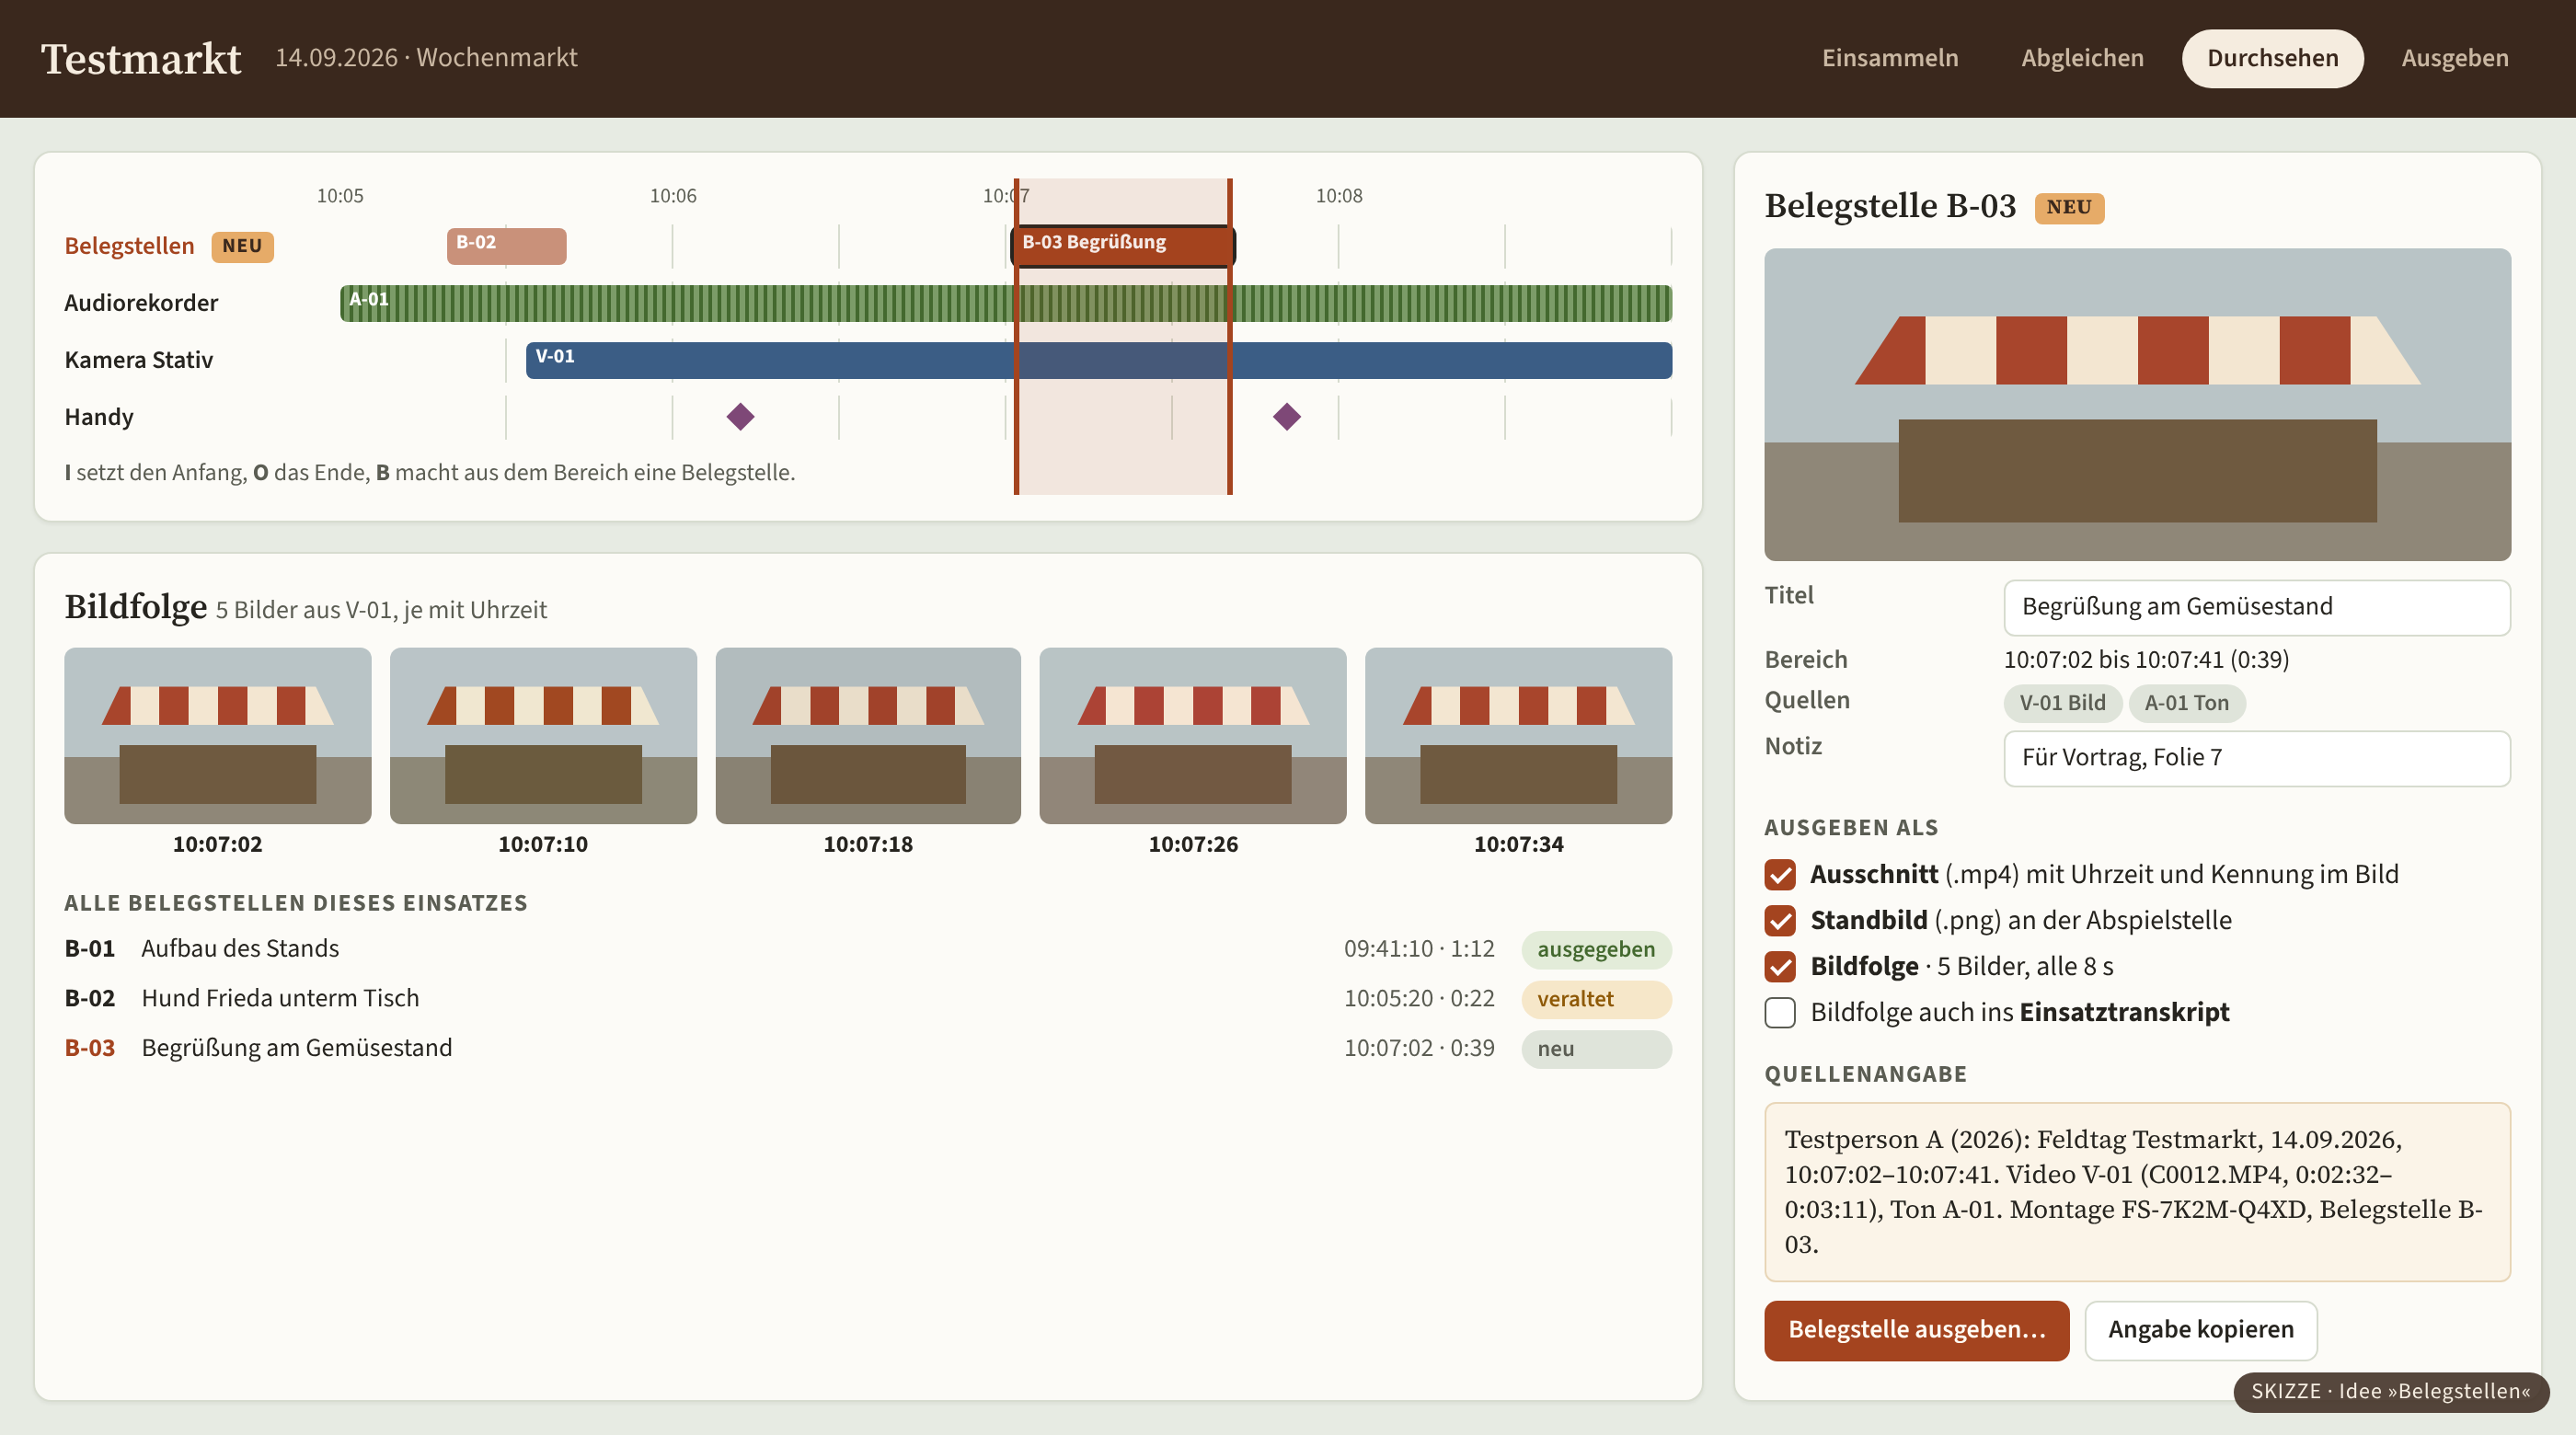 Testmarkt 14.09.2026 · Wochenmarkt
Einsammeln Abgleichen Durchsehen Ausgeben
10:05 10:06 10:07 10:08
Belegstellen NEU B-02 B-03 Begrüßung
Audiorekorder A-01
Kamera Stativ V-01
Handy
I setzt den Anfang, O das Ende, B macht aus dem Bereich eine Belegstelle.
Bildfolge 5 Bilder aus V-01, je mit Uhrzeit
10:07:02 10:07:10 10:07:18 10:07:26 10:07:34
ALLE BELEGSTELLEN DIESES EINSATZES
B-01 Aufbau des Stands 09:41:10 · 1:12 ausgegeben
B-02 Hund Frieda unterm Tisch 10:05:20 · 0:22 veraltet
B-03 Begrüßung am Gemüsestand 10:07:02 · 0:39 neu
Belegstelle B-03 NEU
Titel Begrüßung am Gemüsestand
Bereich 10:07:02 bis 10:07:41 (0:39)
Quellen V-01 Bild A-01 Ton
Notiz Für Vortrag, Folie 7
AUSGEBEN ALS
Ausschnitt (.mp4) mit Uhrzeit und Kennung im Bild
Standbild (.png) an der Abspielstelle
Bildfolge · 5 Bilder, alle 8 s
Bildfolge auch ins Einsatztranskript
QUELLENANGABE
Testperson A (2026): Feldtag Testmarkt, 14.09.2026,
10:07:02–10:07:41. Video V-01 (C0012.MP4, 0:02:32–
0:03:11), Ton A-01. Montage FS-7K2M-Q4XD, Belegstelle B-
03.
Belegstelle ausgeben… Angabe kopieren
SKIZZE · Idee »Belegstellen«